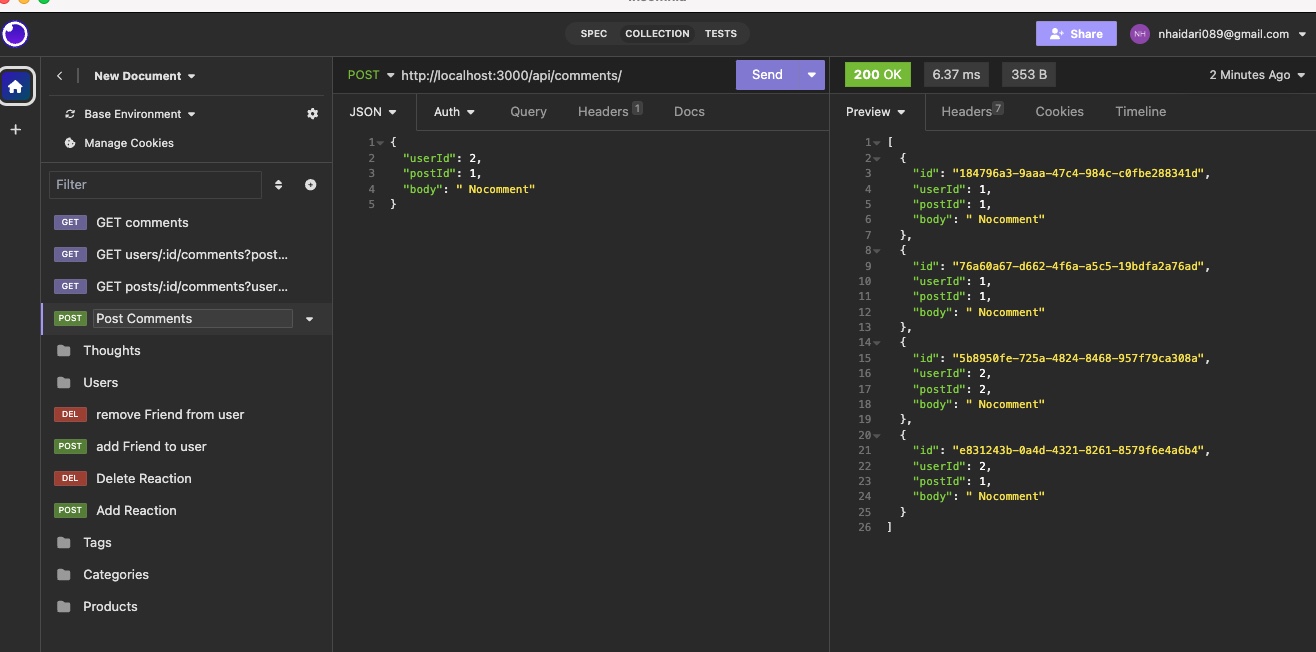 SPEC COLLECTION TESTS
Share
NH nhaidari089@gmail.com
New Document
Base Environment
Manage Cookies
Filter
GET GET comments
GET GET users/:id/comments?post...
GET GET posts/:id/comments?user...
POST Post Comments
Thoughts
Users
DEL remove Friend from user
POST add Friend to user
DEL Delete Reaction
POST Add Reaction
Tags
Categories
Products
POST http://localhost:3000/api/comments/ Send
JSON Auth Query Headers 1 Docs
1 {
2 "userId": 2,
3 "postId": 1,
4 "body": " Nocomment"
5 }
200 OK 6.37 ms 353 B 2 Minutes Ago
Preview Headers 7 Cookies Timeline
1 [
2 {
3 "id": "184796a3-9aaa-47c4-984c-c0fbe288341d",
4 "userId": 1,
5 "postId": 1,
6 "body": " Nocomment"
7 },
8 {
9 "id": "76a60a67-d662-4f6a-a5c5-19bdfa2a76ad",
10 "userId": 1,
11 "postId": 1,
12 "body": " Nocomment"
13 },
14 {
15 "id": "5b8950fe-725a-4824-8468-957f79ca308a",
16 "userId": 2,
17 "postId": 2,
18 "body": " Nocomment"
19 },
20 {
21 "id": "e831243b-0a4d-4321-8261-8579f6e4a6b4",
22 "userId": 2,
23 "postId": 1,
24 "body": " Nocomment"
25 }
26 ]